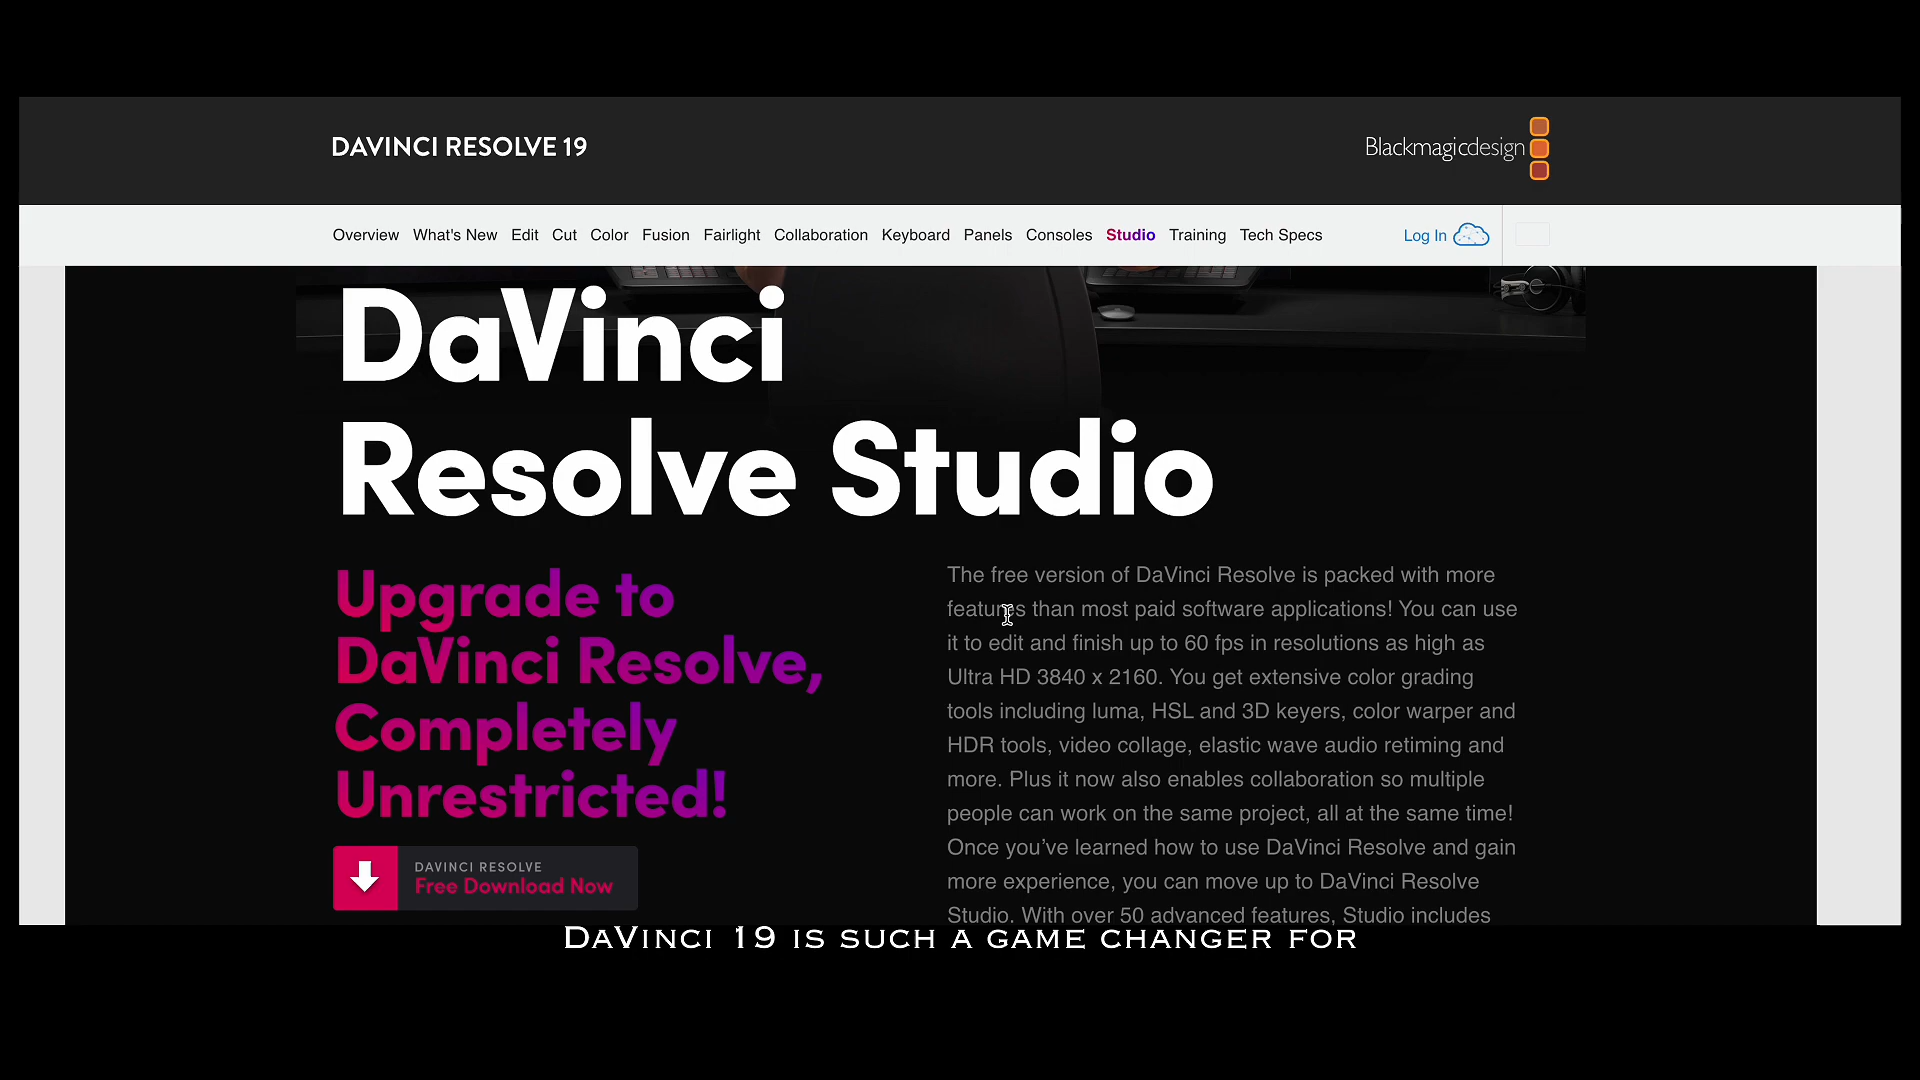 DAVINCI RESOLVE 19
Blackmagicdesign
Overview What's New Edit Cut Color Fusion Fairlight Collaboration Keyboard Panels Consoles Studio Training Tech Specs Log In
DaVinci
Resolve Studio
Upgrade to
DaVinci Resolve,
Completely
Unrestricted!
DAVINCI RESOLVE
Free Download Now
The free version of DaVinci Resolve is packed with more
features than most paid software applications! You can use
it to edit and finish up to 60 fps in resolutions as high as
Ultra HD 3840 x 2160. You get extensive color grading
tools including luma, HSL and 3D keyers, color warper and
HDR tools, video collage, elastic wave audio retiming and
more. Plus it now also enables collaboration so multiple
people can work on the same project, all at the same time!
Once you’ve learned how to use DaVinci Resolve and gain
more experience, you can move up to DaVinci Resolve
Studio. With over 50 advanced features, Studio includes
DAVINCI 19 IS SUCH A GAME CHANGER FOR